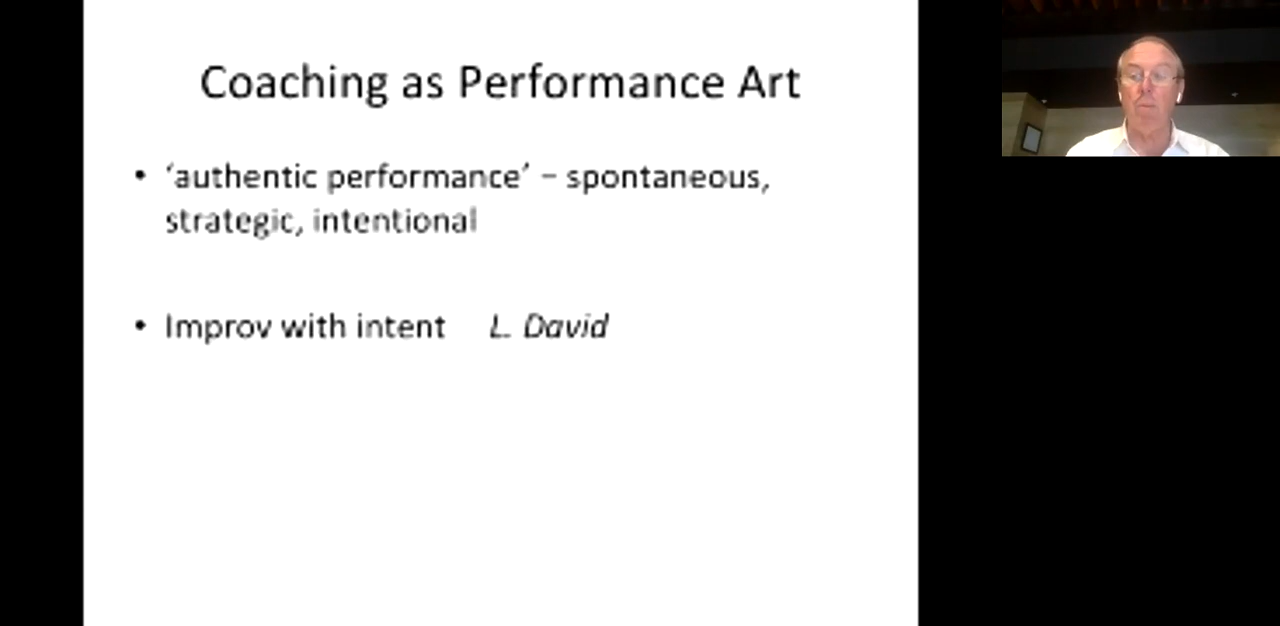 Coaching as Performance Art
• ‘authentic performance’ – spontaneous,
strategic, intentional
• Improv with intent L. David